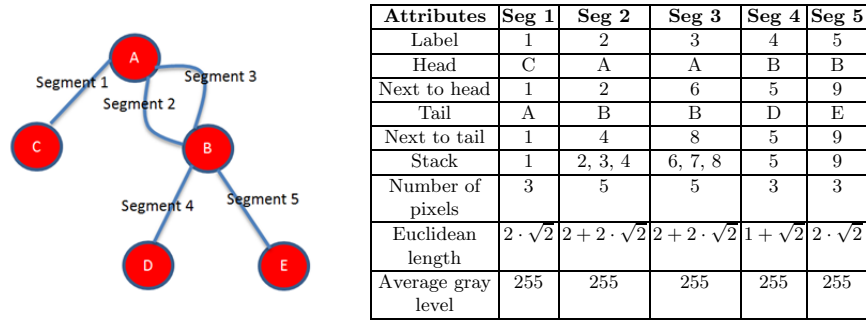 A
Segment 1
Segment 3
Segment 2
C
B
Segment 4
Segment 5
D
E
Attributes Seg 1 Seg 2 Seg 3 Seg 4 Seg 5
Label 1 2 3 4 5
Head C A A B B
Next to head 1 2 6 5 9
Tail A B B D E
Next to tail 1 4 8 5 9
Stack 1 2, 3, 4 6, 7, 8 5 9
Number of 3 5 5 3 3
pixels
Euclidean 2 · √2 2 + 2 · √2 2 + 2 · √2 1 + √2 2 · √2
length
Average gray 255 255 255 255 255
level